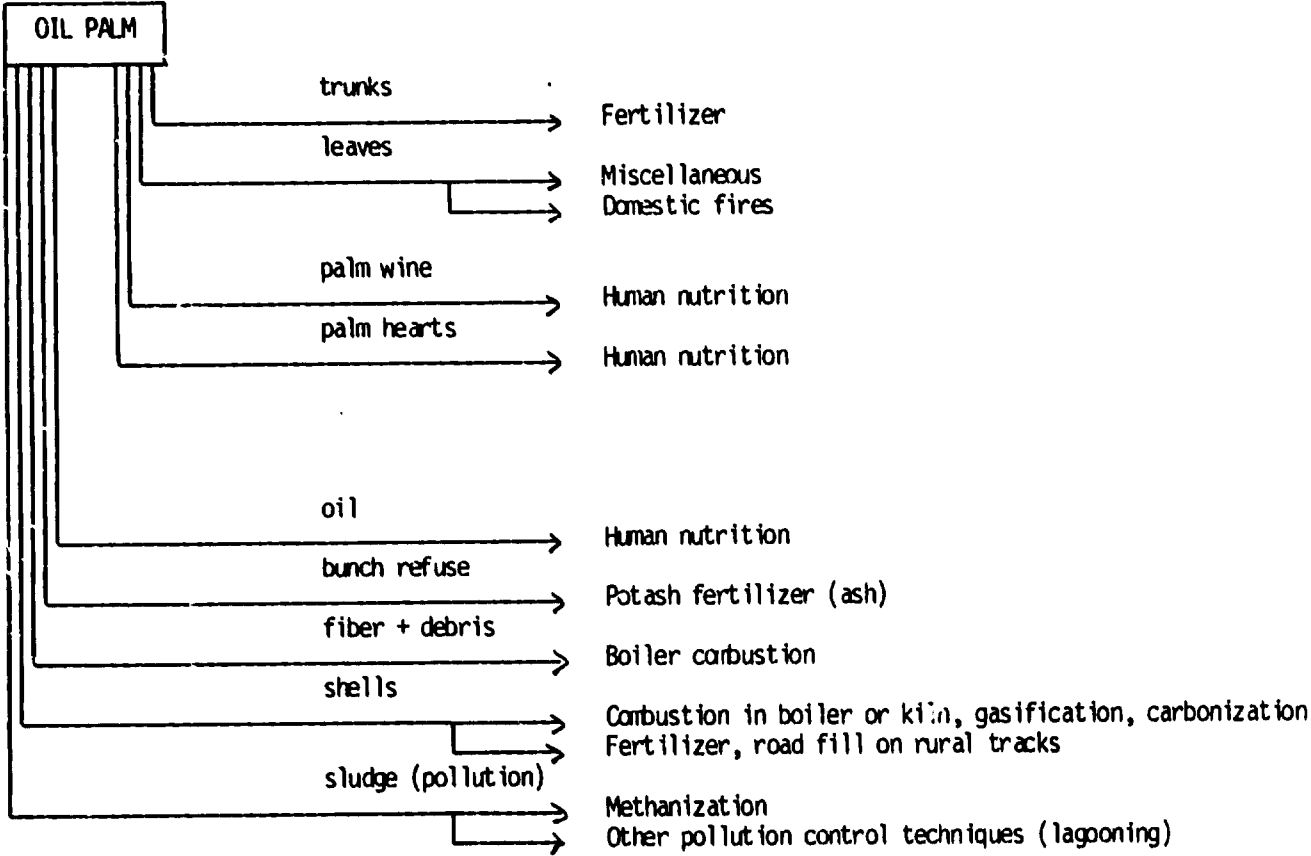 OIL PALM
trunks
Fertilizer
leaves
Miscellaneous
Domestic fires
palm wine
Human nutrition
palm hearts
Human nutrition
oil
Human nutrition
bunch refuse
Potash fertilizer (ash)
fiber + debris
Boiler combustion
shells
Combustion in boiler or kiln, gasification, carbonization
Fertilizer, road fill on rural tracks
sludge (pollution)
Methanization
Other pollution control techniques (lagooning)